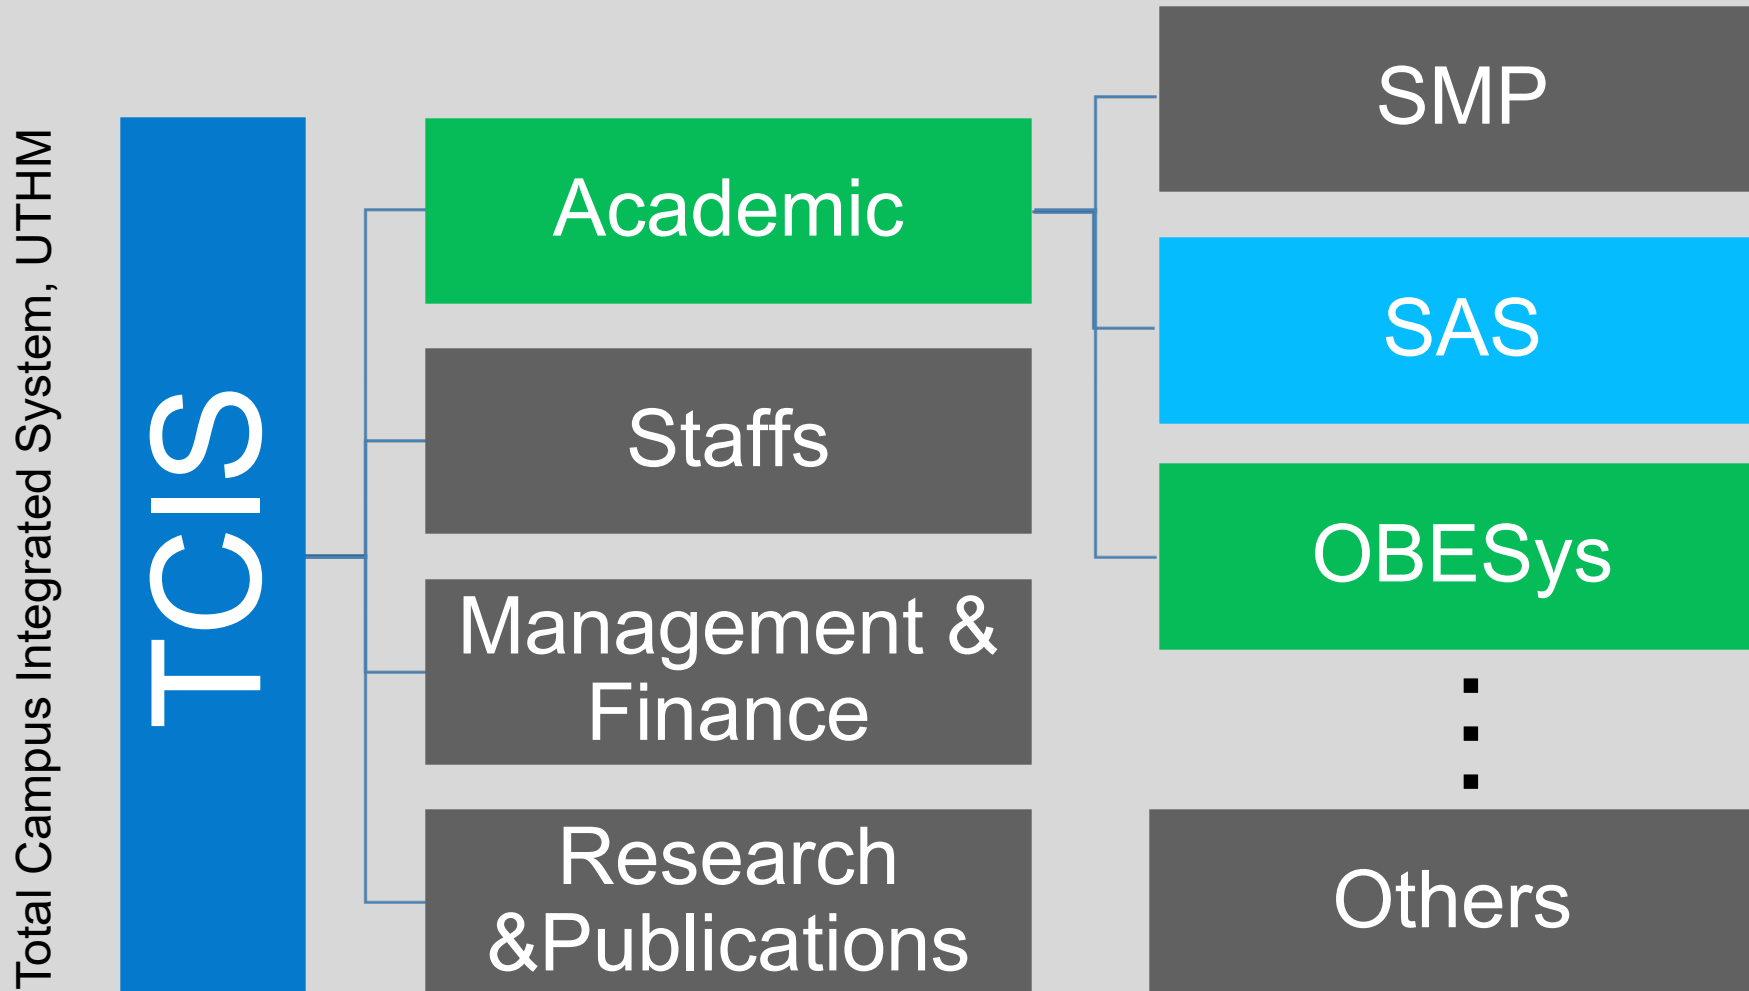 Total Campus Integrated System, UTHM
TCIS
Academic
Staffs
Management &
Finance
Research
&Publications
SMP
SAS
OBESys
Others